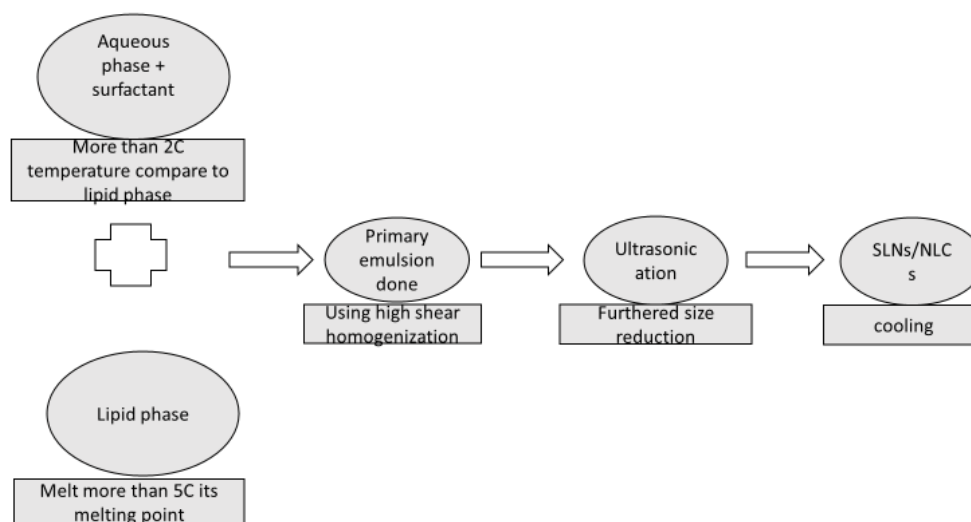 Aqueous
phase +
surfactant
More than 2C
temperature compare to
lipid phase
Primary
emulsion
done
Using high shear
homogenization
Ultrasonic
ation
Furthered size
reduction
SLNs/NLC
s
cooling
Lipid phase
Melt more than 5C its
melting point